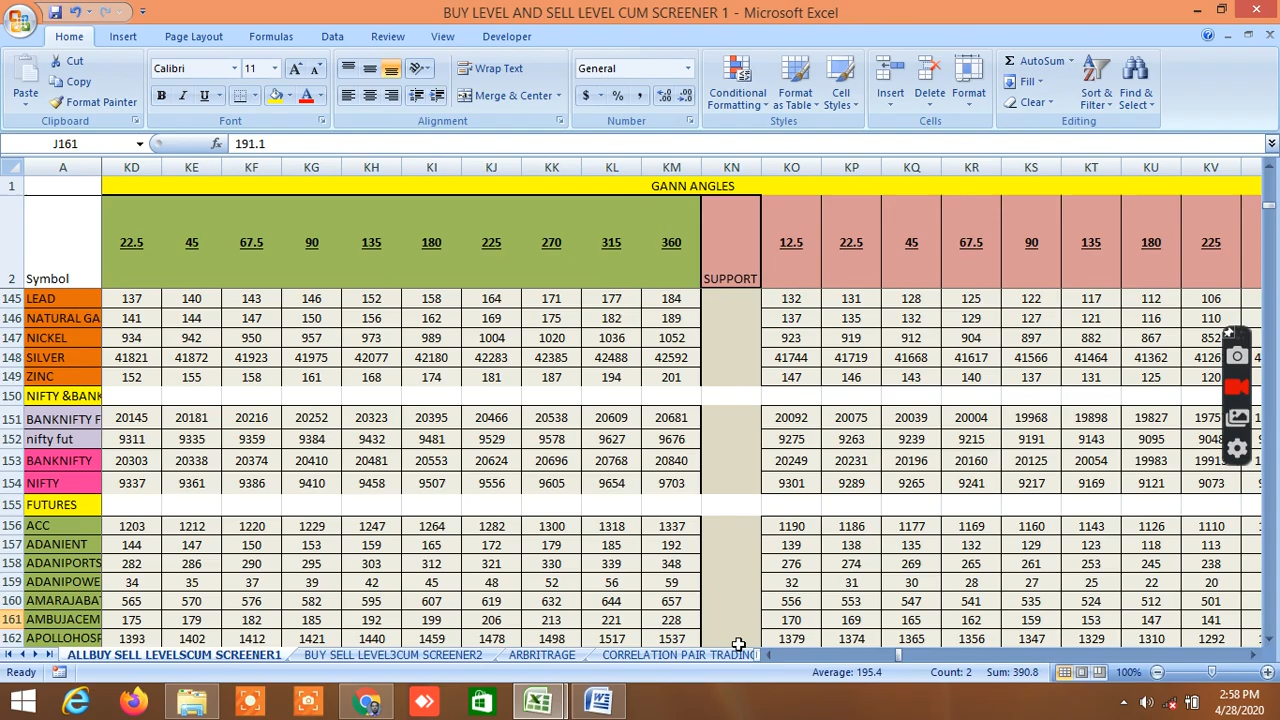 BUY LEVEL AND SELL LEVEL CUM SCREENER 1 - Microsoft Excel
Home Insert Page Layout Formulas Data Review View Developer
Paste Cut Copy Format Painter Calibri 11 Wrap Text Merge & Center General Conditional Formatting Format as Table Cell Styles Insert Delete Format AutoSum Fill Clear Sort & Filter Find & Select
Clipboard Font Alignment Number Styles Cells Editing
J161 fx 191.1
A KD KE KF KG KH KI KJ KK KL KM KN KO KP KQ KR KS KT KU KV
1 GANN ANGLES
2 Symbol 22.5 45 67.5 90 135 180 225 270 315 360 SUPPORT 12.5 22.5 45 67.5 90 135 180 225
145 LEAD 137 140 143 146 152 158 164 171 177 184 132 131 128 125 122 117 112 106
146 NATURAL GA 141 144 147 150 156 162 169 175 182 189 137 135 132 129 127 121 116 110
147 NICKEL 934 942 950 957 973 989 1004 1020 1036 1052 923 919 912 904 897 882 867 852
148 SILVER 41821 41872 41923 41975 42077 42180 42283 42385 42488 42592 41744 41719 41668 41617 41566 41464 41362 4126
149 ZINC 152 155 158 161 168 174 181 187 194 201 147 146 143 140 137 131 125 120
150 NIFTY &BANK
151 BANKNIFTY F 20145 20181 20216 20252 20323 20395 20466 20538 20609 20681 20092 20075 20039 20004 19968 19898 19827 1975
152 nifty fut 9311 9335 9359 9384 9432 9481 9529 9578 9627 9676 9275 9263 9239 9215 9191 9143 9095 9048
153 BANKNIFTY 20303 20338 20374 20410 20481 20553 20624 20696 20768 20840 20249 20231 20196 20160 20125 20054 19983 1991
154 NIFTY 9337 9361 9386 9410 9458 9507 9556 9605 9654 9703 9301 9289 9265 9241 9217 9169 9121 9073
155 FUTURES
156 ACC 1203 1212 1220 1229 1247 1264 1282 1300 1318 1337 1190 1186 1177 1169 1160 1143 1126 1110
157 ADANIENT 144 147 150 153 159 165 172 179 185 192 139 138 135 132 129 123 118 113
158 ADANIPORTS 282 286 290 295 303 312 321 330 339 348 276 274 269 265 261 253 245 238
159 ADANIPOWE 34 35 37 39 42 45 48 52 56 59 32 31 30 28 27 25 22 20
160 AMARAJABA 565 570 576 582 595 607 619 632 644 657 556 553 547 541 535 524 512 501
161 AMBUJACEM 175 179 182 185 192 199 206 213 221 228 170 169 165 162 159 153 147 141
162 APOLLOHOSP 1393 1402 1412 1421 1440 1459 1478 1498 1517 1537 1379 1374 1365 1356 1347 1329 1310 1292
ALLBUY SELL LEVELSCUM SCREENER1 BUY SELL LEVEL3CUM SCREENER2 ARBRITRAGE CORRELATION PAIR TRADING
Ready Average: 195.4 Count: 2 Sum: 390.8 100%
2:58 PM
4/28/2020